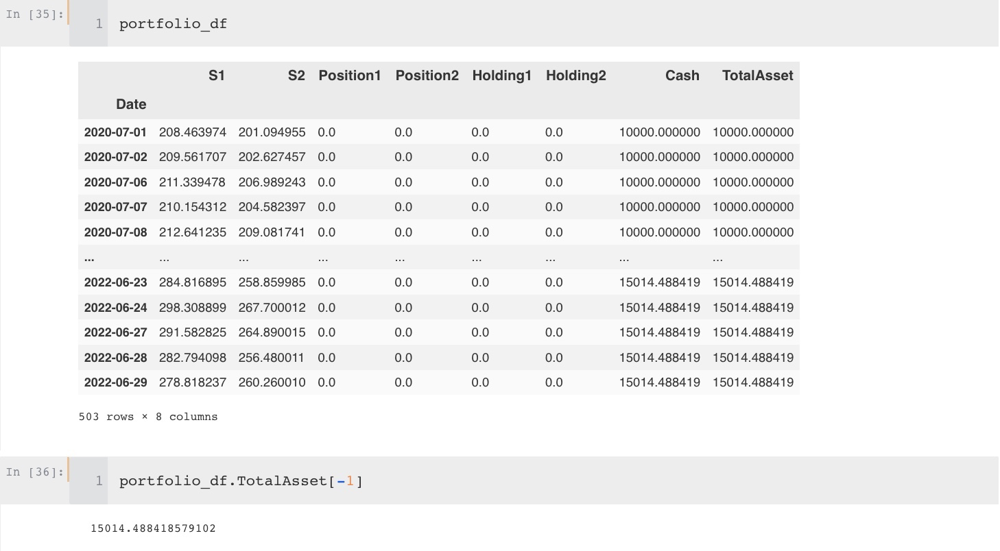 In [35]:
1 portfolio_df
S1 S2 Position1 Position2 Holding1 Holding2 Cash TotalAsset
Date
2020-07-01 208.463974 201.094955 0.0 0.0 0.0 0.0 10000.000000 10000.000000
2020-07-02 209.561707 202.627457 0.0 0.0 0.0 0.0 10000.000000 10000.000000
2020-07-06 211.339478 206.989243 0.0 0.0 0.0 0.0 10000.000000 10000.000000
2020-07-07 210.154312 204.582397 0.0 0.0 0.0 0.0 10000.000000 10000.000000
2020-07-08 212.641235 209.081741 0.0 0.0 0.0 0.0 10000.000000 10000.000000
... ... ... ... ... ... ... ... ...
2022-06-23 284.816895 258.859985 0.0 0.0 0.0 0.0 15014.488419 15014.488419
2022-06-24 298.308899 267.700012 0.0 0.0 0.0 0.0 15014.488419 15014.488419
2022-06-27 291.582825 264.890015 0.0 0.0 0.0 0.0 15014.488419 15014.488419
2022-06-28 282.794098 256.480011 0.0 0.0 0.0 0.0 15014.488419 15014.488419
2022-06-29 278.818237 260.260010 0.0 0.0 0.0 0.0 15014.488419 15014.488419
503 rows × 8 columns
In [36]:
1 portfolio_df.TotalAsset[-1]
15014.488418579102